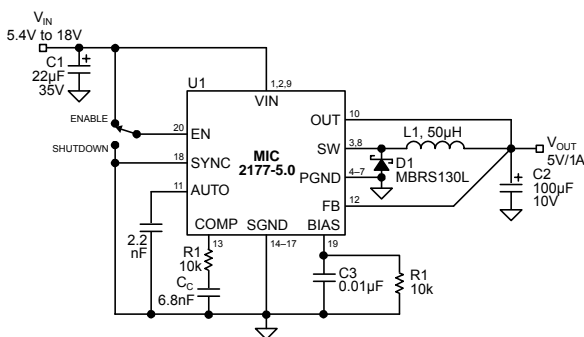 VIN
5.4V to 18V
C1
22µF
35V
U1
1,2,9
VIN
ENABLE
20
EN
SHUTDOWN
18
SYNC
11
AUTO
MIC
2177-5.0
OUT
10
SW
3,8
L1, 50µH
VOUT
5V/1A
PGND
4–7
D1
MBRS130L
FB
12
C2
100µF
10V
COMP
SGND
BIAS
13
14–17
19
2.2
nF
R1
10k
CC
6.8nF
C3
0.01µF
R1
10k